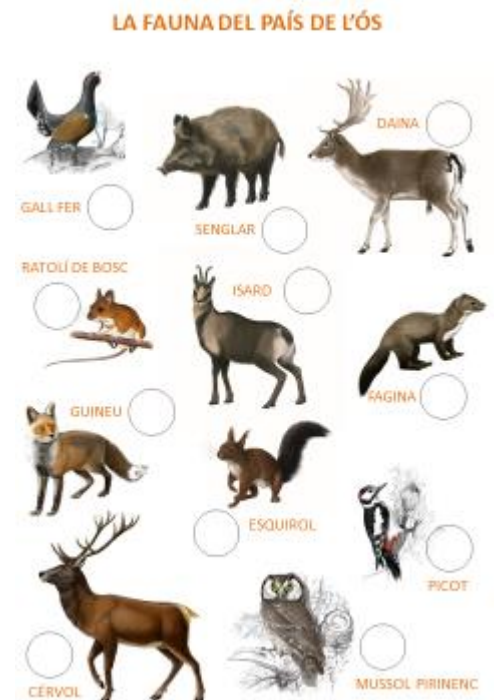 LA FAUNA DEL PAÍS DE L'ÓS
DAINA
GALL FER
SENGLAR
RATOLÍ DE BOSC
ISARD
FAGINA
GUINEU
ESQUIROL
PICOT
CÉRVOL
MUSSOL PIRINENC